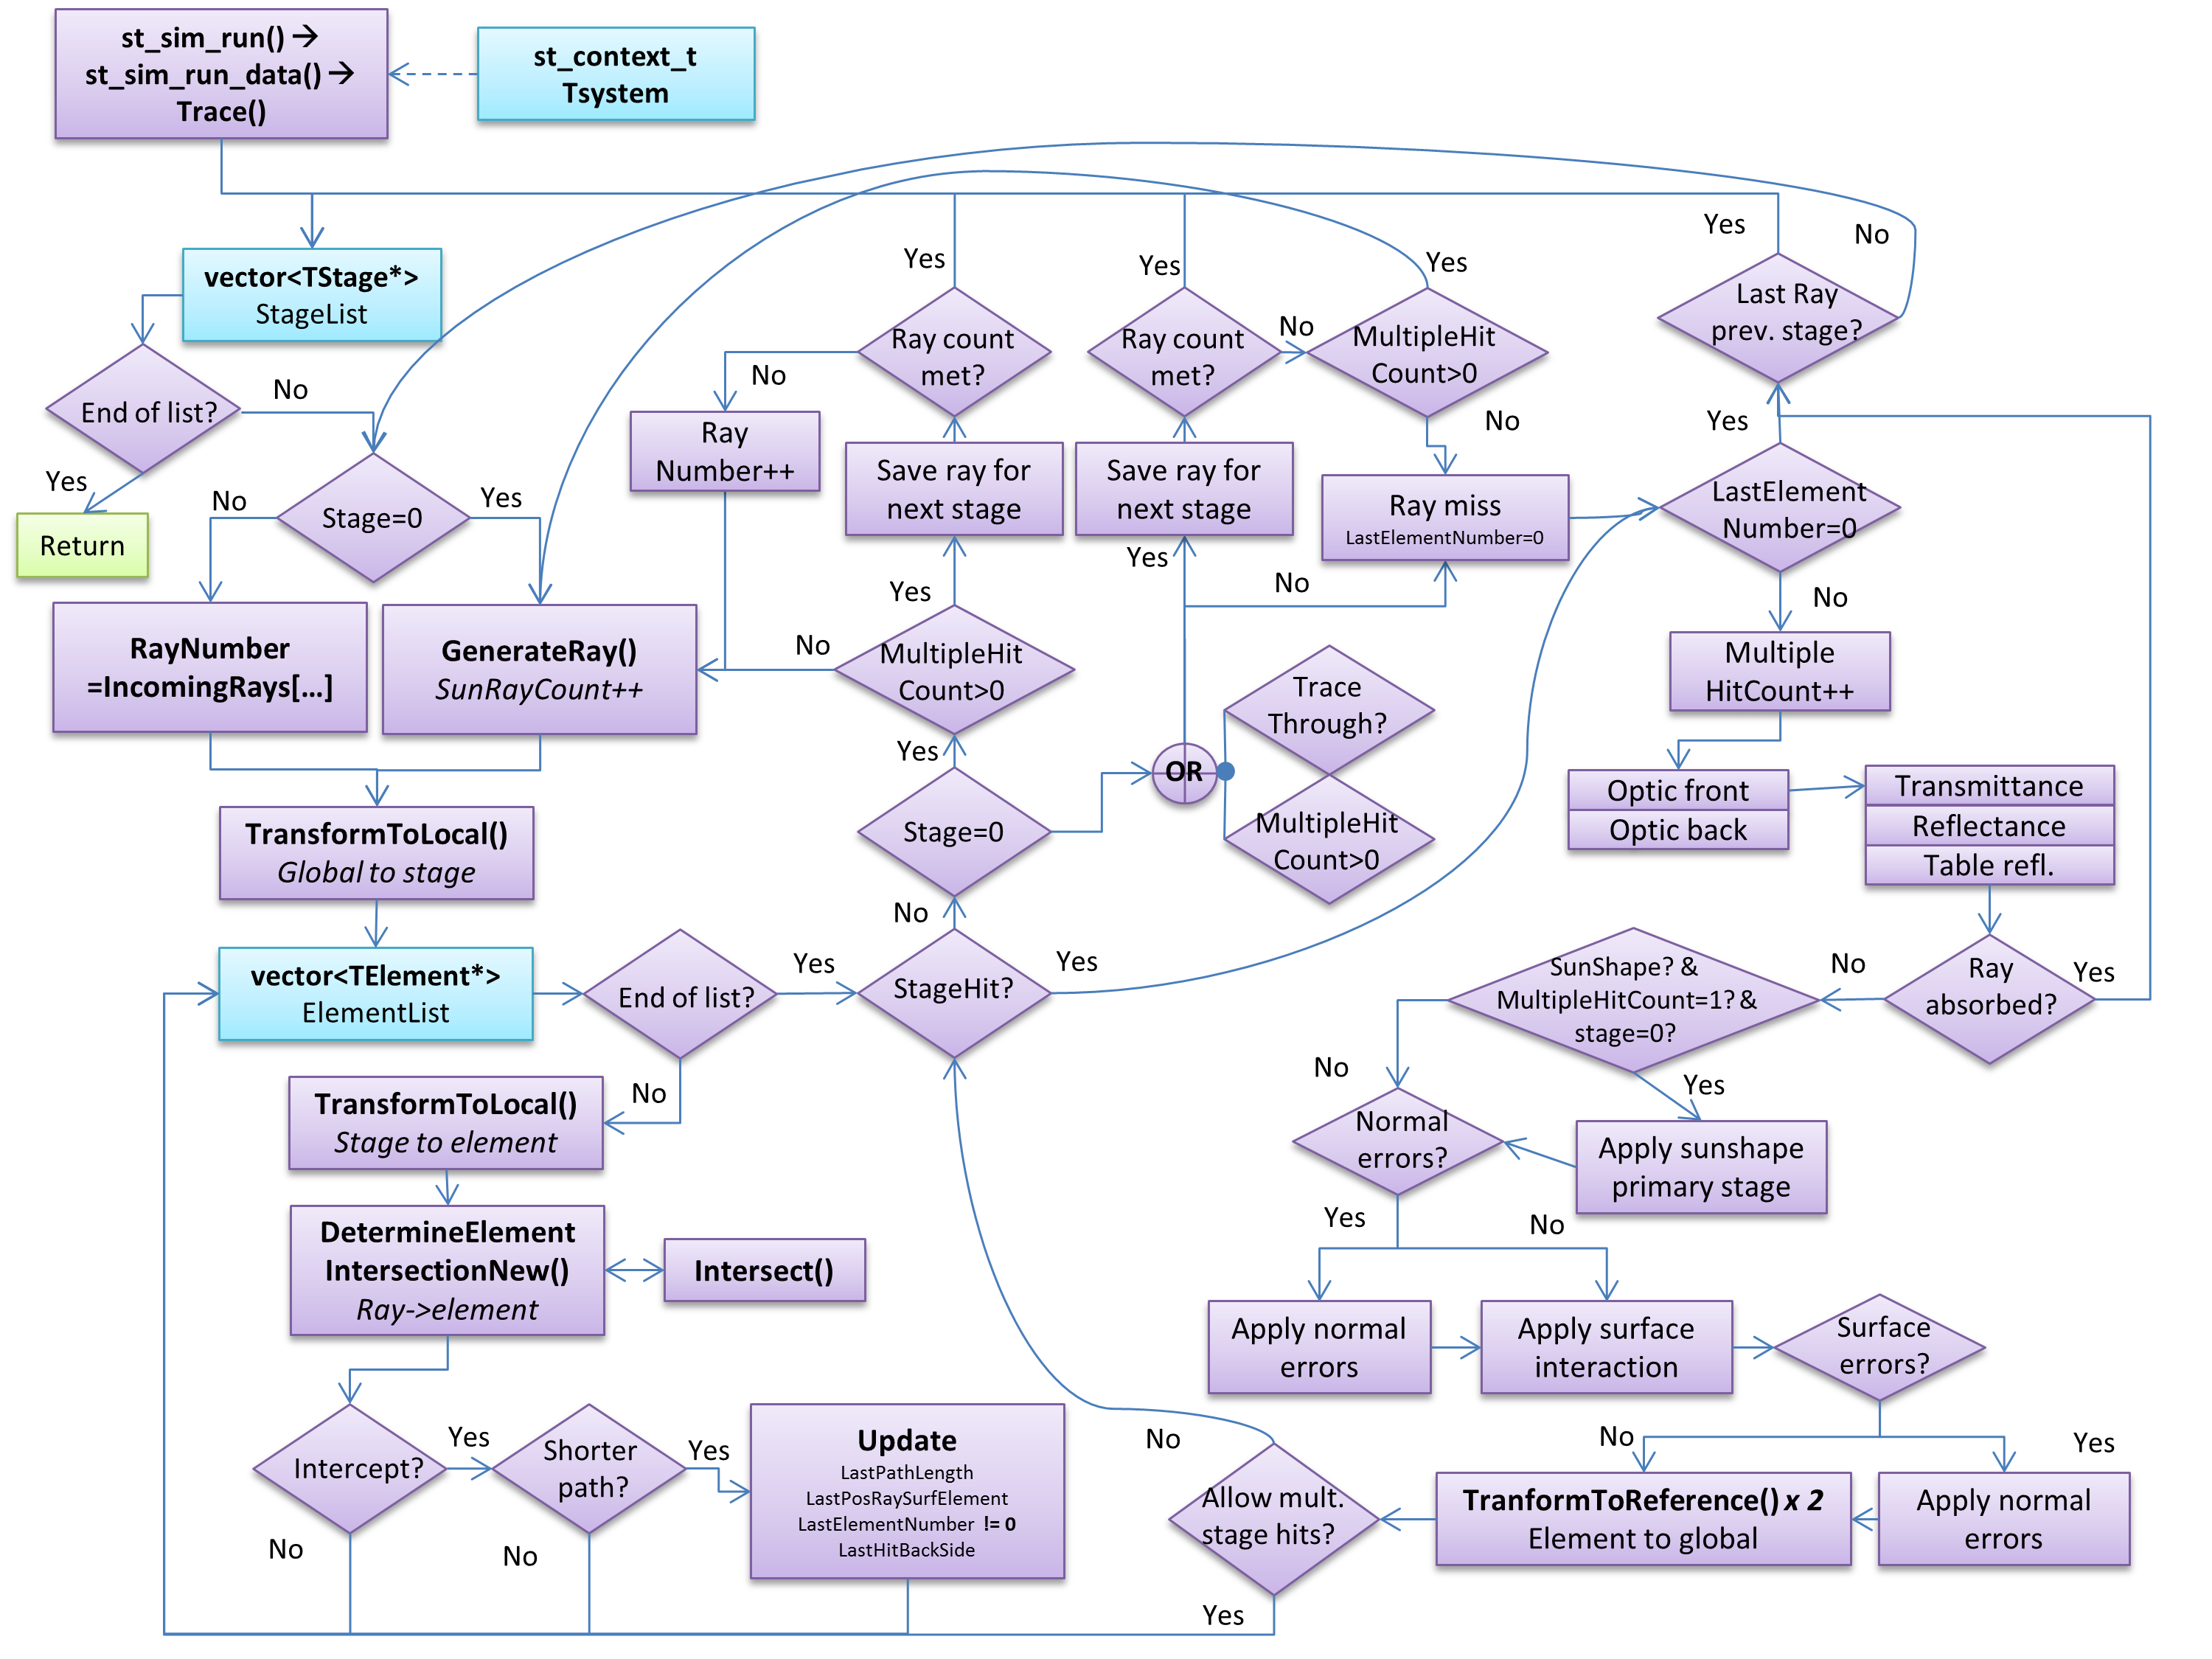 st_sim_run() →
st_sim_run_data() →
Trace()
st_context_t
Tsystem
vector<TStage*>
StageList
End of list?
No
Yes
Return
Stage=0
No
Yes
RayNumber
=IncomingRays[…]
GenerateRay()
SunRayCount++
TransformToLocal()
Global to stage
vector<TElement*>
ElementList
End of list?
Yes
No
TransformToLocal()
Stage to element
DetermineElement
IntersectionNew()
Ray->element
Intersect()
Intercept?
Yes
No
Shorter
path?
Yes
No
Update
LastPathLength
LastPosRaySurfElement
LastElementNumber != 0
LastHitBackSide
StageHit?
No
Yes
Stage=0
Yes
MultipleHit
Count>0
No
Yes
Save ray for
next stage
Ray count
met?
Yes
No
Ray
Number++
OR
Trace
Through?
MultipleHit
Count>0
Yes
No
Save ray for
next stage
Ray count
met?
Yes
No
MultipleHit
Count>0
Yes
No
Ray miss
LastElementNumber=0
LastElement
Number=0
Yes
No
Last Ray
prev. stage?
Yes
No
Multiple
HitCount++
Optic front
Optic back
Transmittance
Reflectance
Table refl.
Ray
absorbed?
Yes
No
SunShape? &
MultipleHitCount=1? &
stage=0?
No
Yes
Apply sunshape
primary stage
Normal
errors?
Yes
No
Apply normal
errors
Apply surface
interaction
Surface
errors?
No
Yes
Apply normal
errors
TranformToReference() x 2
Element to global
Allow mult.
stage hits?
No
Yes